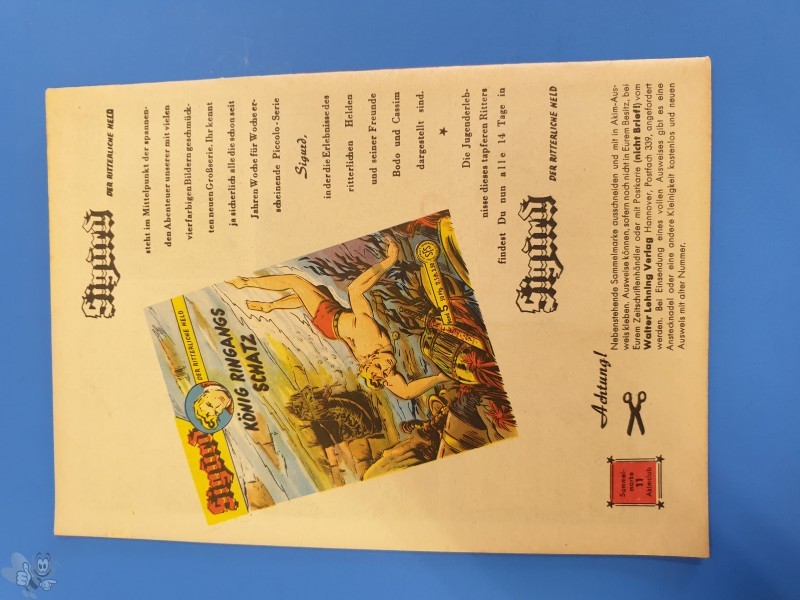 Sigurd DER RITTERLICHE HELD
steht im Mittelpunkt der spannen-
den Abenteuer unserer mit vielen
vierfarbigen Bildern geschmück-
ten neuen Großserie. Ihr kennt
ja sicherlich alle die schon seit
Jahren Woche für Woche er-
scheinende Piccolo-Serie
Sigurd,
in der die Erlebnisse des
ritterlichen Helden
und seiner Freunde
Bodo und Cassim
dargestellt sind.
Die Jugenderleb-
nisse dieses tapferen Ritters
findest Du nun alle 14 Tage in
Sigurd DER RITTERLICHE HELD
Sigurd
DER RITTERLICHE HELD
KÖNIG RINGANGS
SCHATZ
Achtung!
Nebenstehende Sammelmarke ausschneiden und mit in Akim-Aus-
weis kleben. Ausweise können, sofern noch nicht in Eurem Besitz, bei
Eurem Zeitschriftenhändler oder mit Postkarte (nicht Brief!) vom
Walter Lehning Verlag Hannover, Postfach 339, angefordert
werden. Bei Einsendung eines vollen Ausweises gibt es eine
Anstecknadel oder eine andere Kleinigkeit kostenlos und neuen
Ausweis mit alter Nummer.
Sammel-
marke
11
Akimclub